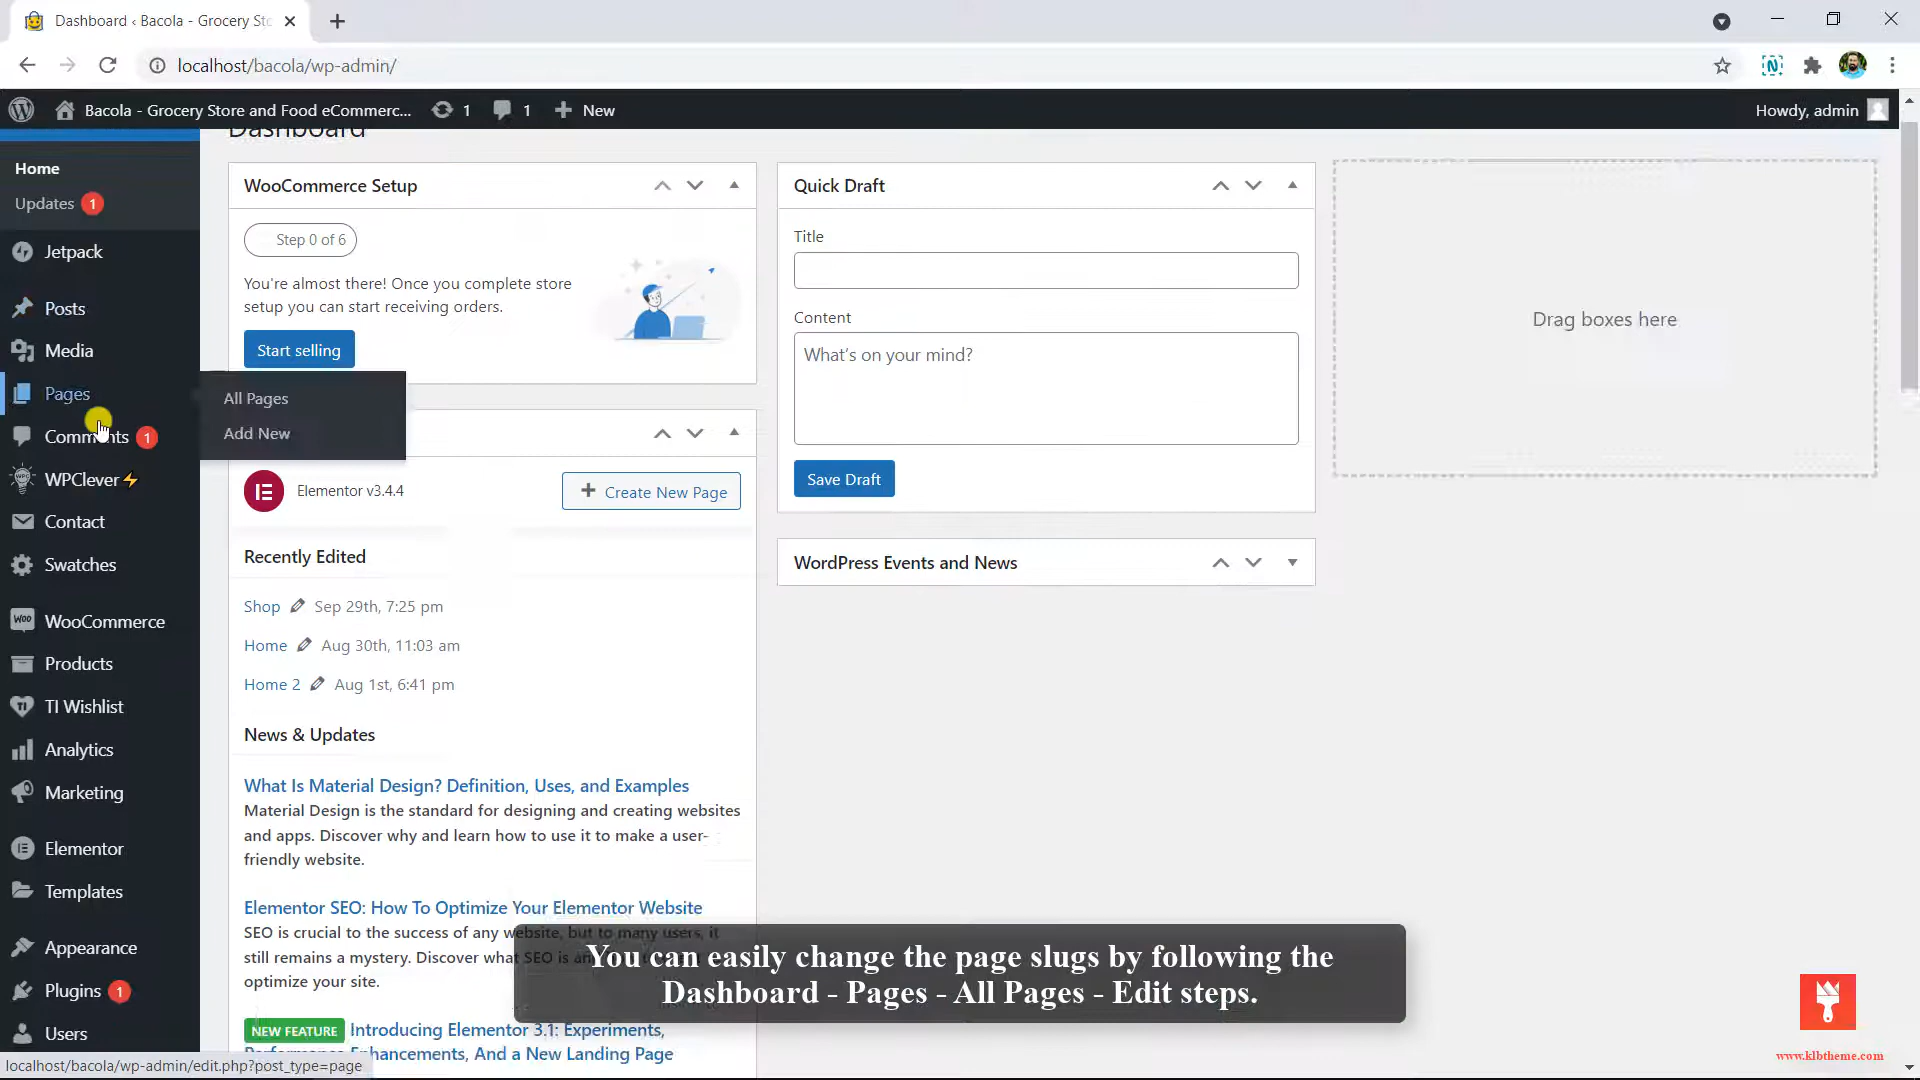 Dashboard ‹ Bacola - Grocery Sto
localhost/bacola/wp-admin/
Bacola - Grocery Store and Food eCommerc...
1
1
New
Howdy, admin
Dashboard
Home
Updates 1
Jetpack
Posts
Media
Pages
Comments 1
WPClever
Contact
Swatches
WooCommerce
Products
TI Wishlist
Analytics
Marketing
Elementor
Templates
Appearance
Plugins 1
Users
All Pages
Add New
WooCommerce Setup
Step 0 of 6
You're almost there! Once you complete store
setup you can start receiving orders.
Start selling
Elementor v3.4.4
Create New Page
Recently Edited
Shop Sep 29th, 7:25 pm
Home Aug 30th, 11:03 am
Home 2 Aug 1st, 6:41 pm
News & Updates
What Is Material Design? Definition, Uses, and Examples
Material Design is the standard for designing and creating websites
and apps. Discover why and learn how to use it to make a user-
friendly website.
Elementor SEO: How To Optimize Your Elementor Website
SEO is crucial to the success of any website, but to many users, it
still remains a mystery. Discover what SEO is
optimize your site.
NEW FEATURE Introducing Elementor 3.1: Experiments,
Performance Enhancements, And a New Landing Page
Quick Draft
Title
Content
What's on your mind?
Save Draft
WordPress Events and News
Drag boxes here
You can easily change the page slugs by following the
Dashboard - Pages - All Pages - Edit steps.
www.klbtheme.com
localhost/bacola/wp-admin/edit.php?post_type=page